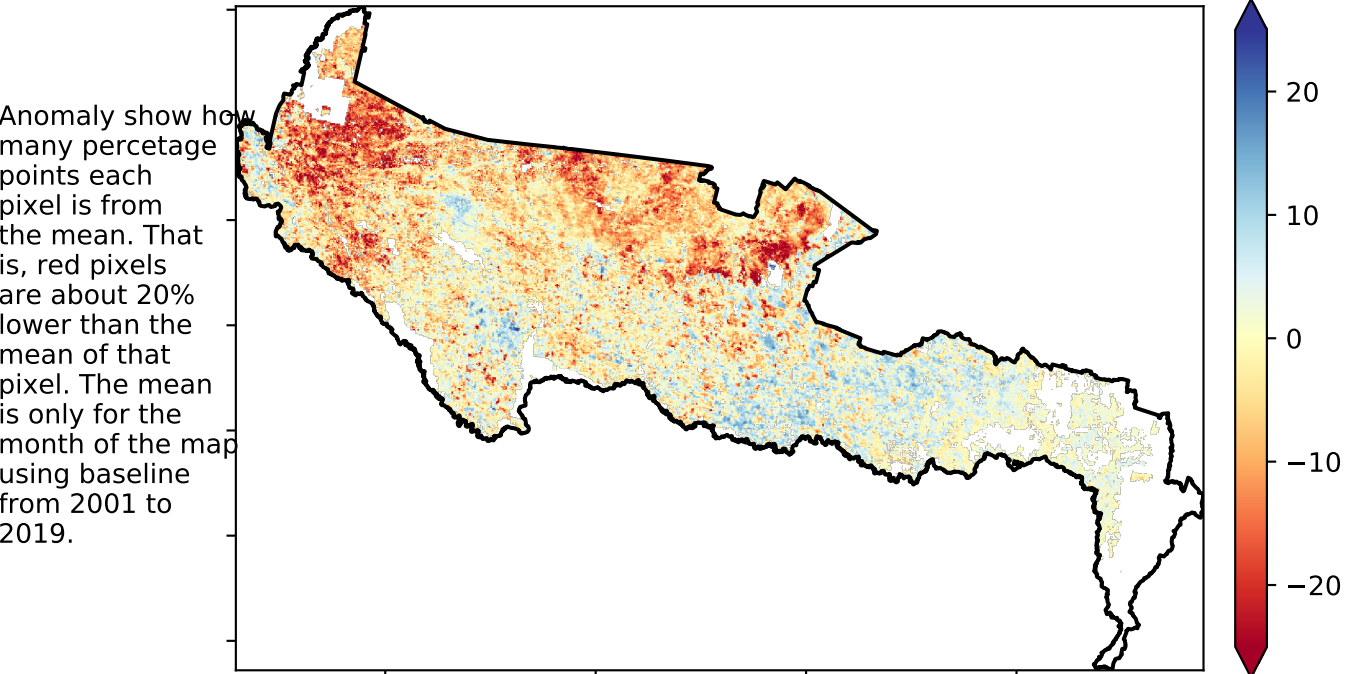 Anomaly show how
many percetage
points each
pixel is from
the mean. That
is, red pixels
are about 20%
lower than the
mean of that
pixel. The mean
is only for the
month of the map
using baseline
from 2001 to
2019.
20
10
0
−10
−20